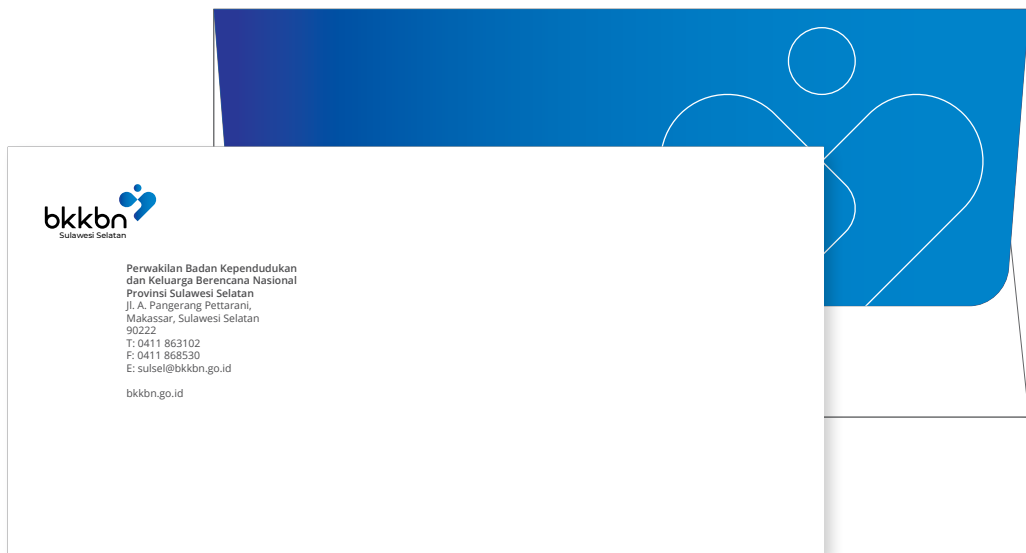 bkkbn
Sulawesi Selatan
Perwakilan Badan Kependudukan
dan Keluarga Berencana Nasional
Provinsi Sulawesi Selatan
Jl. A. Pangerang Pettarani,
Makassar, Sulawesi Selatan
90222
T: 0411 863102
F: 0411 868530
E: sulsel@bkkbn.go.id
bkkbn.go.id